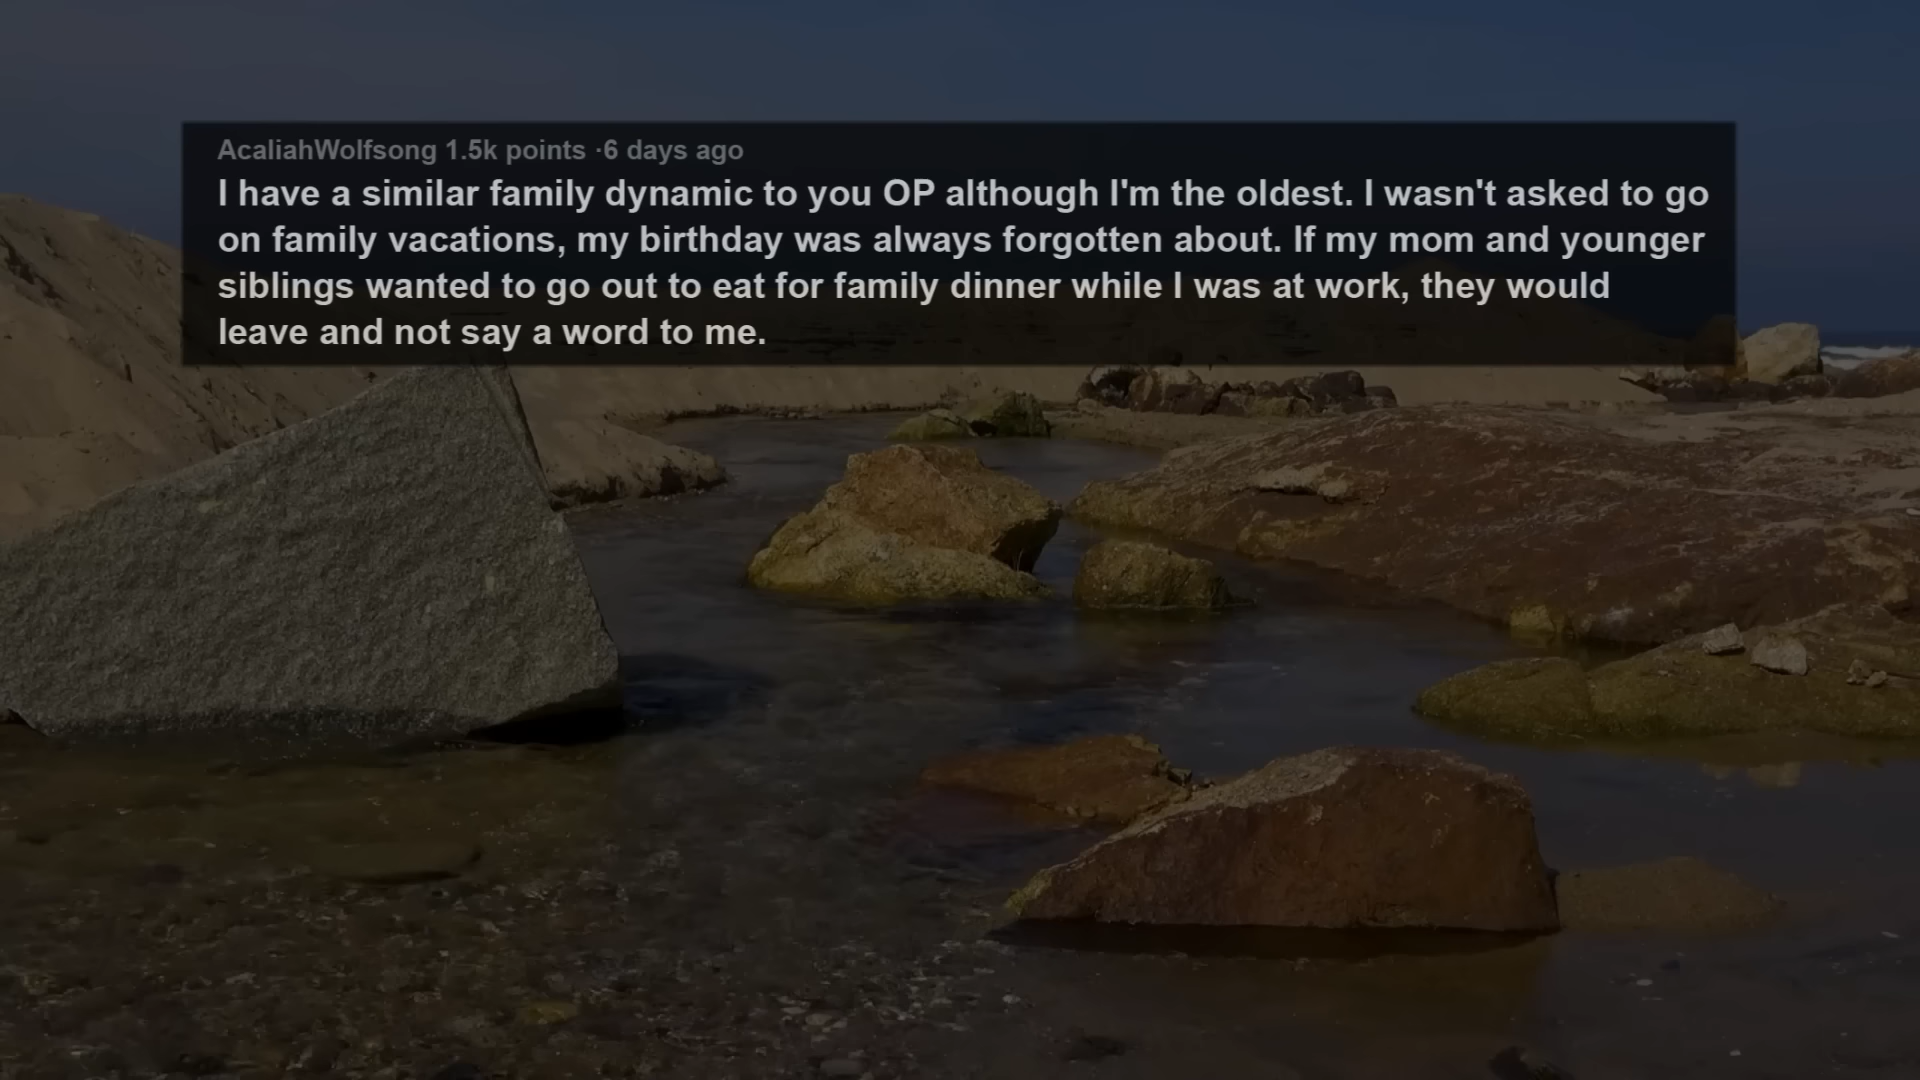 AcaliahWolfsong 1.5k points ·6 days ago
I have a similar family dynamic to you OP although I'm the oldest. I wasn't asked to go
on family vacations, my birthday was always forgotten about. If my mom and younger
siblings wanted to go out to eat for family dinner while I was at work, they would
leave and not say a word to me.